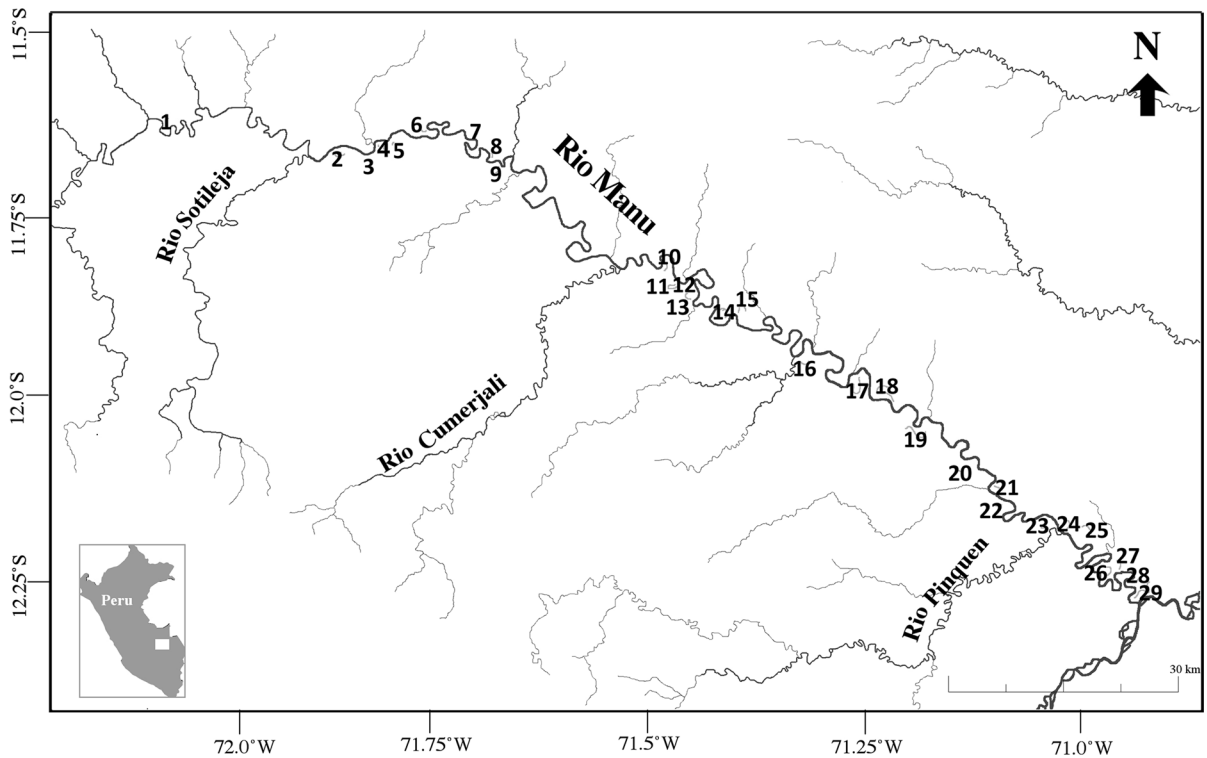 11.5°S
N
1
6
7
4
5
8
2
3
9
Rio Manu
Rio Sotileja
11.75°S
10
11
12
13
15
14
16
17
18
12.0°S
Rio Cumerjali
19
20
21
22
23
24
25
Rio Pinquen
27
26
28
29
12.25°S
Peru
30 km
72.0°W
71.75°W
71.5°W
71.25°W
71.0°W